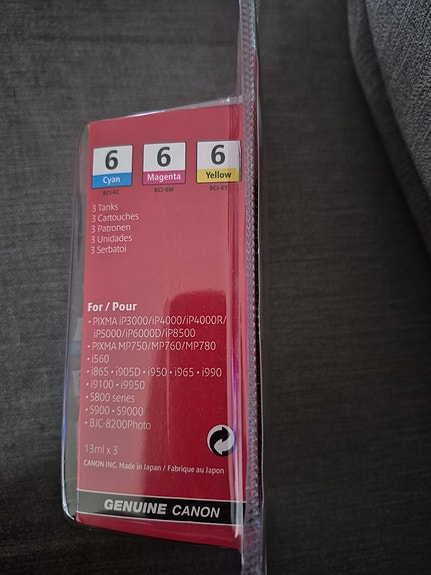 6 6 6
Cyan Magenta Yellow
BCI-6C BCI-6M BCI-6Y
3 Tanks
3 Cartouches
3 Patronen
3 Unidades
3 Serbatoi
For / Pour
• PIXMA iP3000/iP4000/iP4000R/
iP5000/iP6000D/iP8500
• PIXMA MP750/MP760/MP780
• i560
• i865 • i905D • i950 • i965 • i990
• i9100 • i9950
• S800 series
• S900 • S9000
• BJC-8200Photo
13ml x 3
CANON INC. Made in Japan / Fabrique au Japon
GENUINE CANON